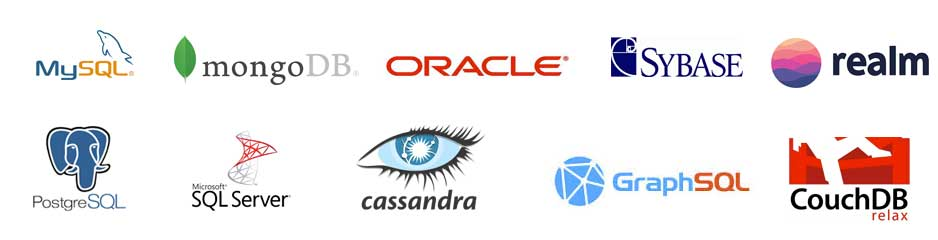 MySQL®
mongoDB®
ORACLE®
SYBASE
realm
PostgreSQL
Microsoft®
SQL Server®
cassandra
GraphSQL
CouchDB
relax